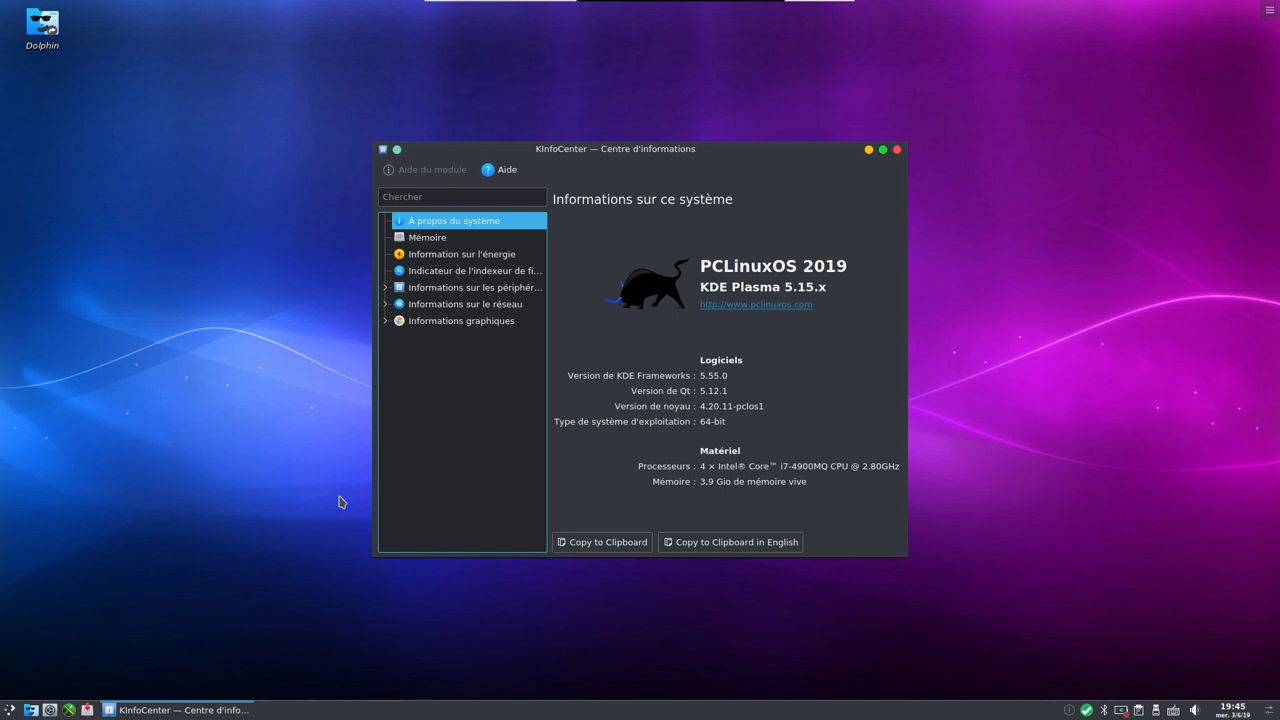 Dolphin
KInfoCenter — Centre d'informations
Aide du module
Aide
Chercher
Informations sur ce système
À propos du système
Mémoire
Information sur l'énergie
Indicateur de l'indexeur de fi...
Informations sur les périphér...
Informations sur le réseau
Informations graphiques
PCLinuxOS 2019
KDE Plasma 5.15.x
http://www.pclinuxos.com
Logiciels
Version de KDE Frameworks : 5.55.0
Version de Qt : 5.12.1
Version de noyau : 4.20.11-pclos1
Type de système d'exploitation : 64-bit
Matériel
Processeurs : 4 × Intel® Core™ i7-4900MQ CPU @ 2.80GHz
Mémoire : 3,9 Gio de mémoire vive
Copy to Clipboard
Copy to Clipboard in English
KInfoCenter — Centre d'info...
19:45
mer. 3/6/19